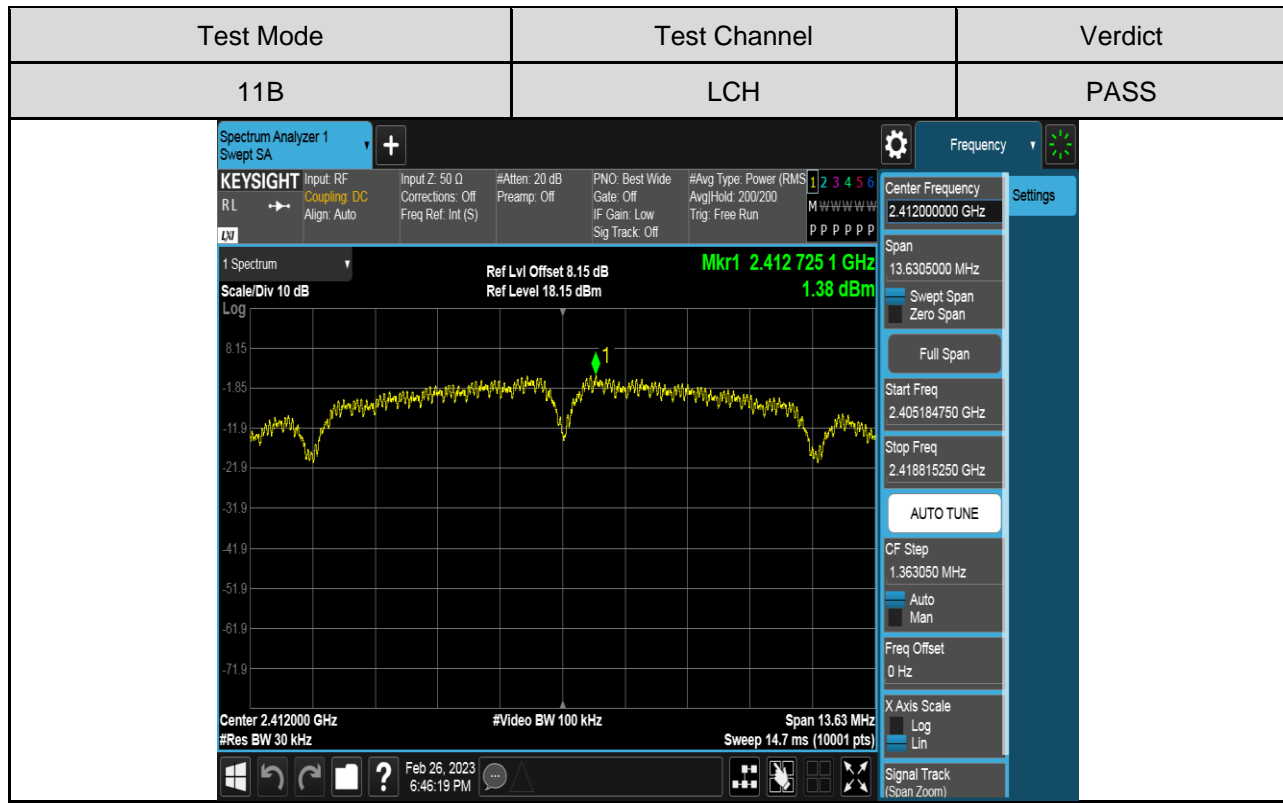 Test Mode Test Channel Verdict
11B LCH PASS
Spectrum Analyzer 1
Swept SA
+
Frequency
KEYSIGHT
RL
LXI
Input: RF
Coupling: DC
Align: Auto
Input Z: 50 Ω
Corrections: Off
Freq Ref: Int (S)
#Atten: 20 dB
Preamp: Off
PNO: Best Wide
Gate: Off
IF Gain: Low
Sig Track: Off
#Avg Type: Power (RMS
Avg|Hold: 200/200
Trig: Free Run
1 2 3 4 5 6
M W W W W W
P P P P P P
1 Spectrum
Scale/Div 10 dB
Ref Lvl Offset 8.15 dB
Ref Level 18.15 dBm
Mkr1 2.412 725 1 GHz
1.38 dBm
Log
8.15
-1.85
-11.9
-21.9
-31.9
-41.9
-51.9
-61.9
-71.9
1
Center 2.412000 GHz
#Res BW 30 kHz
#Video BW 100 kHz
Span 13.63 MHz
Sweep 14.7 ms (10001 pts)
Center Frequency
2.412000000 GHz
Span
13.6305000 MHz
Swept Span
Zero Span
Full Span
Start Freq
2.405184750 GHz
Stop Freq
2.418815250 GHz
AUTO TUNE
CF Step
1.363050 MHz
Auto
Man
Freq Offset
0 Hz
X Axis Scale
Log
Lin
Signal Track
(Span Zoom)
Settings
?
Feb 26, 2023
6:46:19 PM